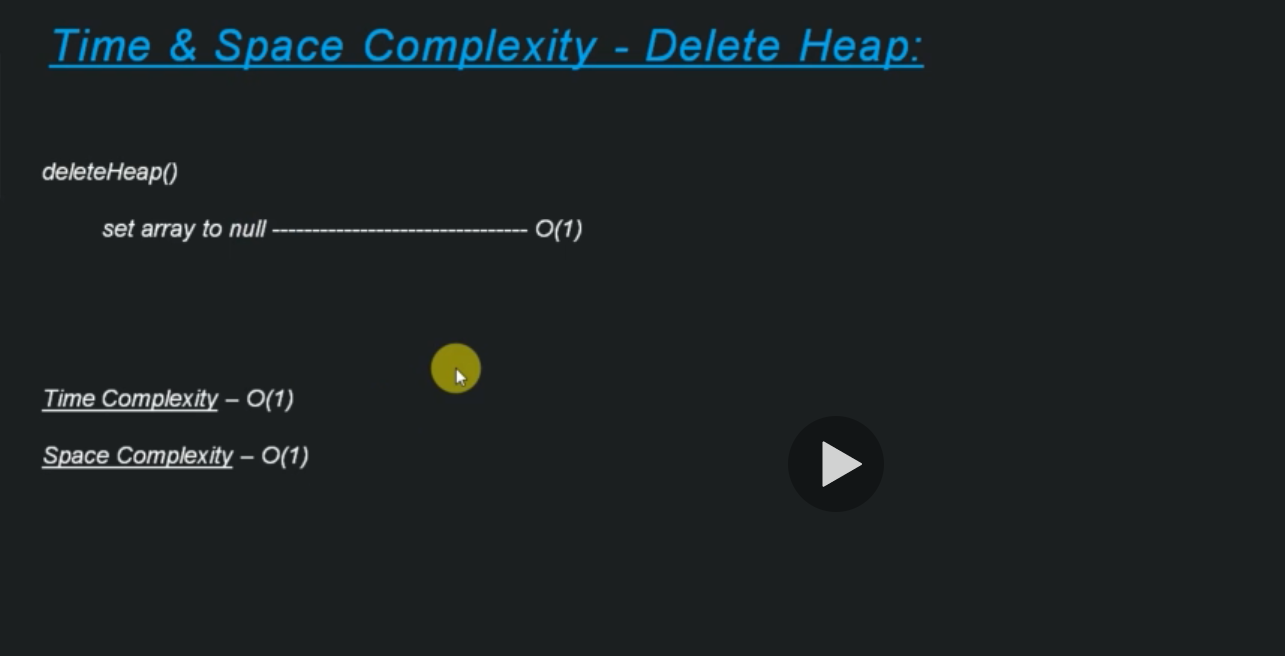 Time & Space Complexity - Delete Heap:
deleteHeap()
set array to null -------------------------------- O(1)
Time Complexity – O(1)
Space Complexity – O(1)